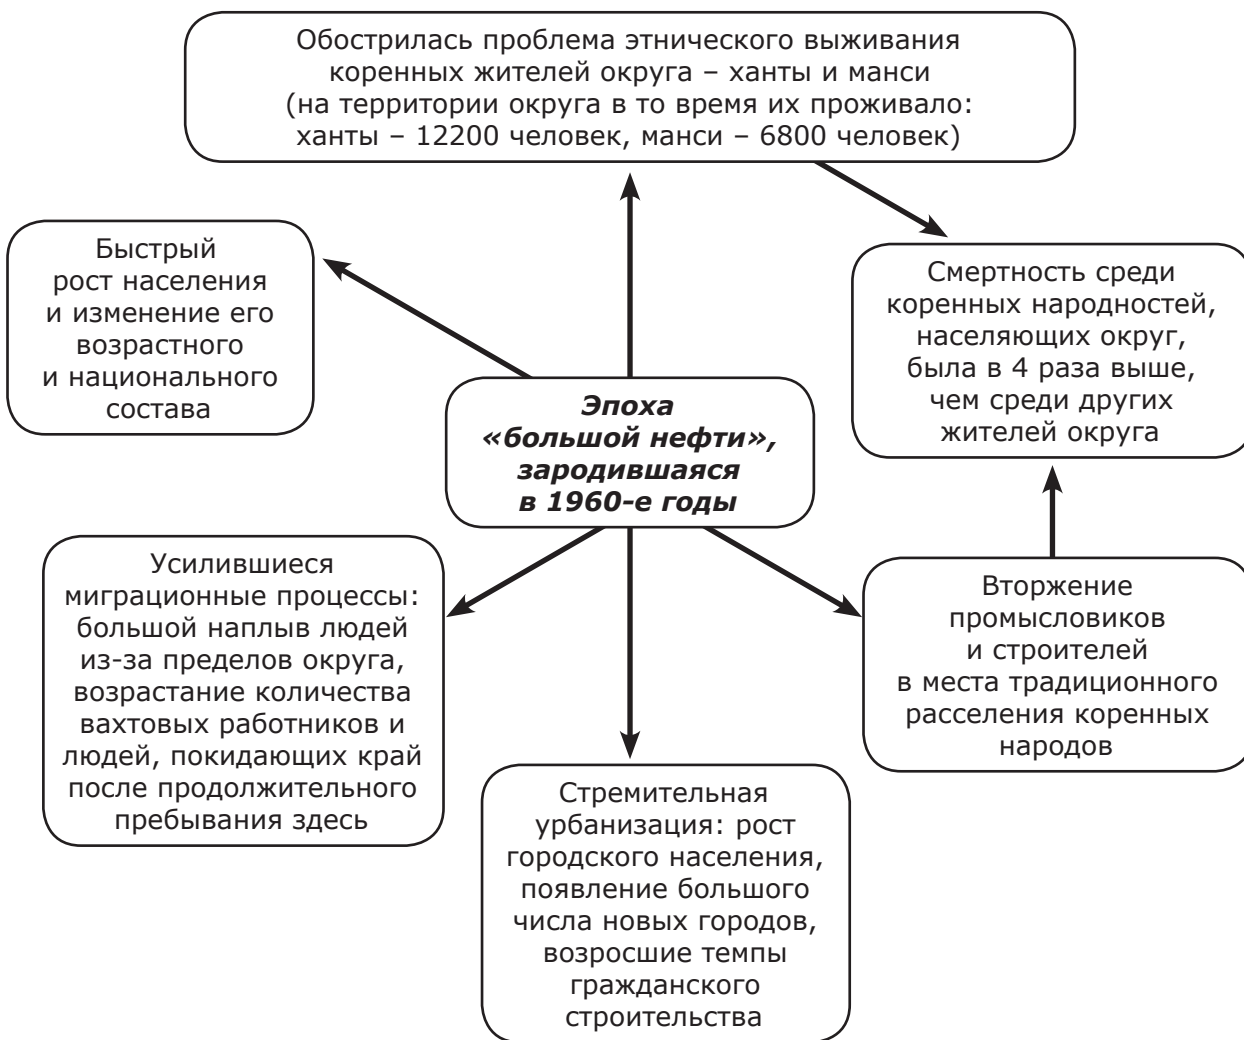 Обострилась проблема этнического выживания
коренных жителей округа – ханты и манси
(на территории округа в то время их проживало:
ханты – 12200 человек, манси – 6800 человек)
Быстрый
рост населения
и изменение его
возрастного
и национального
состава
Смертность среди
коренных народностей,
населяющих округ,
была в 4 раза выше,
чем среди других
жителей округа
Эпоха
«большой нефти»,
зародившаяся
в 1960-е годы
Усилившиеся
миграционные процессы:
большой наплыв людей
из-за пределов округа,
возрастание количества
вахтовых работников и
людей, покидающих край
после продолжительного
пребывания здесь
Вторжение
промысловиков
и строителей
в места традиционного
расселения коренных
народов
Стремительная
урбанизация: рост
городского населения,
появление большого
числа новых городов,
возросшие темпы
гражданского
строительства